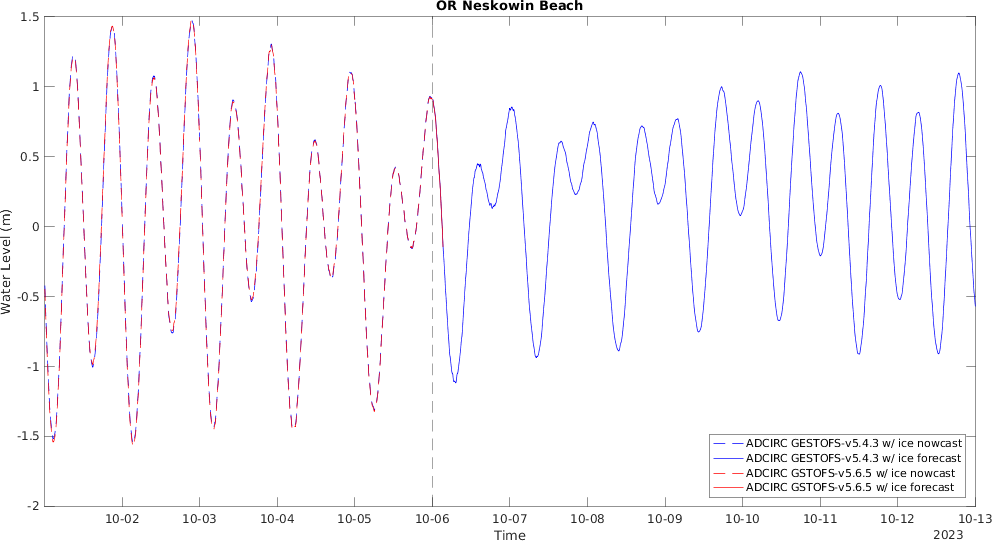 OR Neskowin Beach
1.5
1
0.5
0
-0.5
-1
-1.5
-2
Water Level (m)
10-02 10-03 10-04 10-05 10-06 10-07 10-08 10-09 10-10 10-11 10-12 10-13
Time
2023
ADCIRC GESTOFS-v5.4.3 w/ ice nowcast
ADCIRC GESTOFS-v5.4.3 w/ ice forecast
ADCIRC GSTOFS-v5.6.5 w/ ice nowcast
ADCIRC GSTOFS-v5.6.5 w/ ice forecast